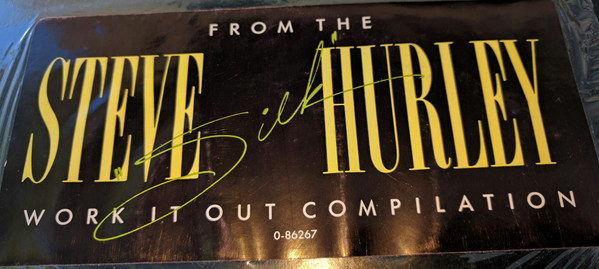 FROM THE
STEVE "Silk" HURLEY
WORK IT OUT COMPILATION
0-86267